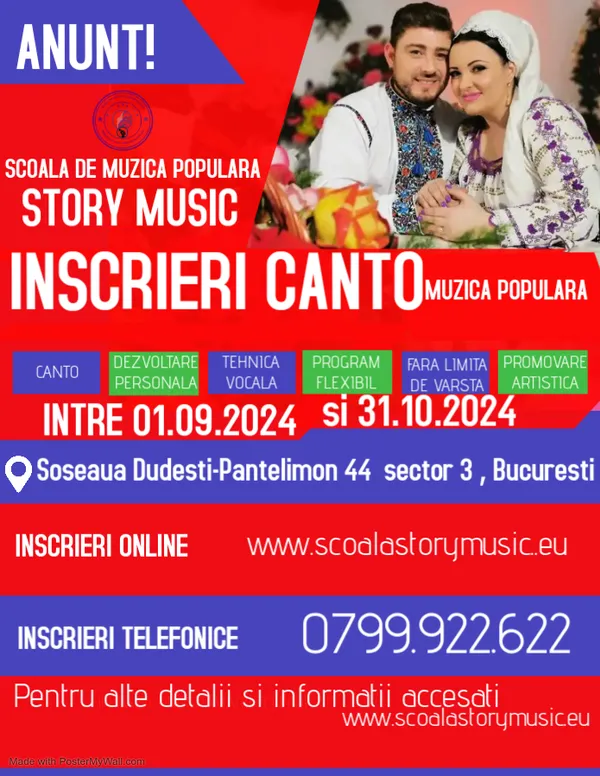 ANUNT!
SCOALA DE MUZICA POPULARA
STORY MUSIC
INSCRIERI CANTO MUZICA POPULARA
CANTO
DEZVOLTARE
PERSONALA
TEHNICA
VOCALA
PROGRAM
FLEXIBIL
FARA LIMITA
DE VARSTA
PROMOVARE
ARTISTICA
INTRE 01.09.2024 si 31.10.2024
Soseaua Dudesti-Pantelimon 44 sector 3 , Bucuresti
INSCRIERI ONLINE www.scoalastorymusic.eu
INSCRIERI TELEFONICE 0799.922.622
Pentru alte detalii si informatii accesati
www.scoalastorymusic.eu
Made with PosterMyWall.com